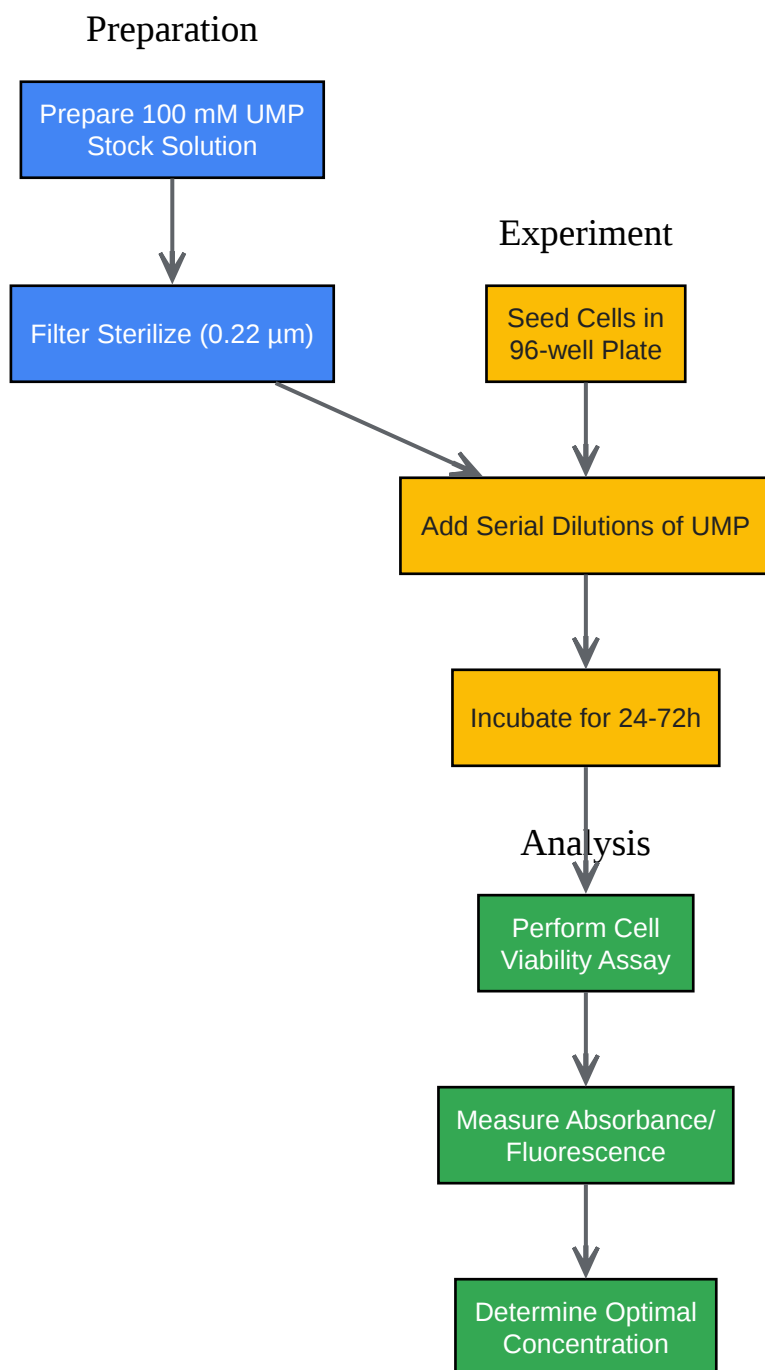 Preparation
Prepare 100 mM UMP
Stock Solution
Filter Sterilize (0.22 µm)
Experiment
Seed Cells in
96-well Plate
Add Serial Dilutions of UMP
Incubate for 24-72h
Analysis
Perform Cell
Viability Assay
Measure Absorbance/
Fluorescence
Determine Optimal
Concentration